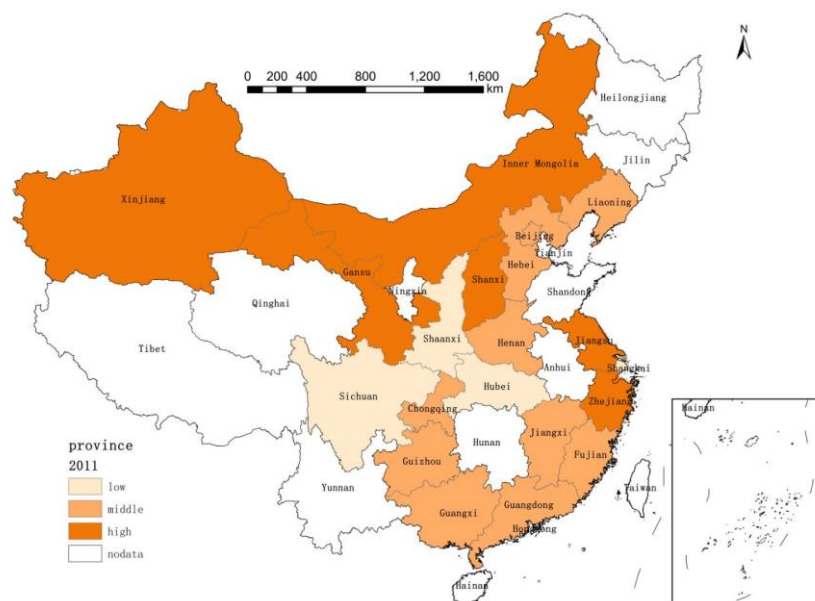 N
0 200 400 800 1,200 1,600
km
Heilongjiang
Jilin
Inner Mongolia
Xinjiang
Liaoning
Beijing
Tianjin
Hebei
Gansu
Shanxi
Ningxia
Shandong
Qinghai
Shaanxi
Henan
Jiangsu
Tibet
Anhui
Shanghai
Sichuan
Hubei
Zhejiang
Chongqing
Hainan
Hunan
Jiangxi
province
Guizhou
Fujian
2011
Yunnan
Taiwan
low
middle
Guangxi
Guangdong
high
Hongkong
nodata
Hainan